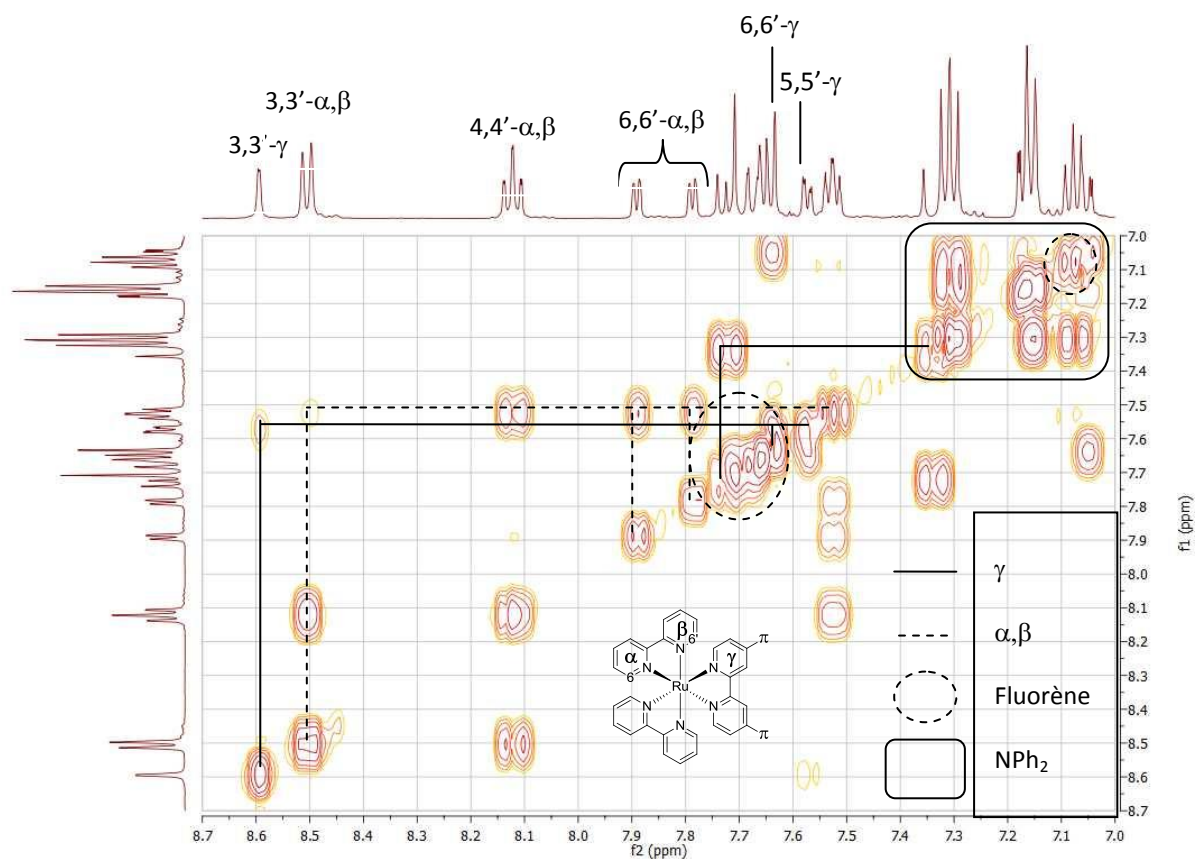 6,6’-γ
5,5’-γ
3,3’-α,β
4,4’-α,β
6,6’-α,β
3,3’-γ
7.0
7.1
7.2
7.3
7.4
7.5
7.6
7.7
7.8
7.9
8.0
8.1
8.2
8.3
8.4
8.5
8.6
8.7
f1 (ppm)
γ
α,β
Fluorène
NPh₂
β
6'
α
6
N
N
N
γ
π
Ru
N
N
N
π
8.7 8.6 8.5 8.4 8.3 8.2 8.1 8.0 7.9 7.8 7.7 7.6 7.5 7.4 7.3 7.2 7.1 7.0
f2 (ppm)